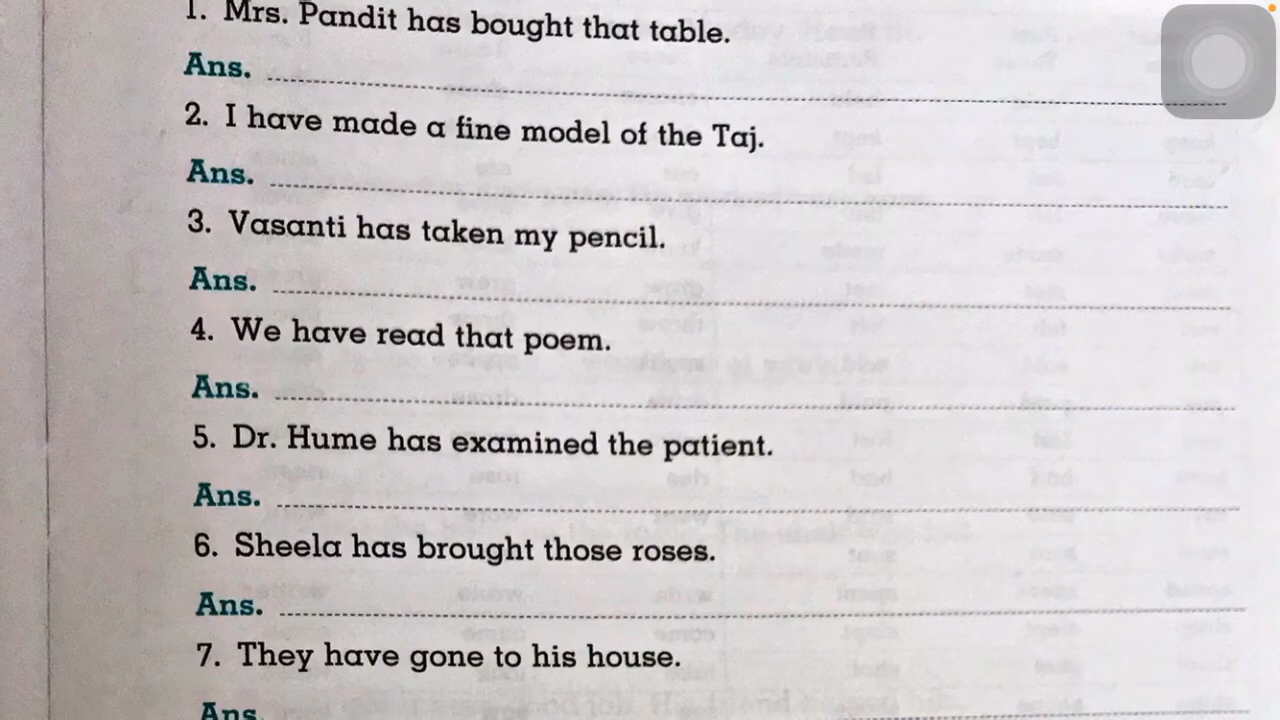 1. Mrs. Pandit has bought that table.
Ans.
2. I have made a fine model of the Taj.
Ans.
3. Vasanti has taken my pencil.
Ans.
4. We have read that poem.
Ans.
5. Dr. Hume has examined the patient.
Ans.
6. Sheela has brought those roses.
Ans.
7. They have gone to his house.
Ans.